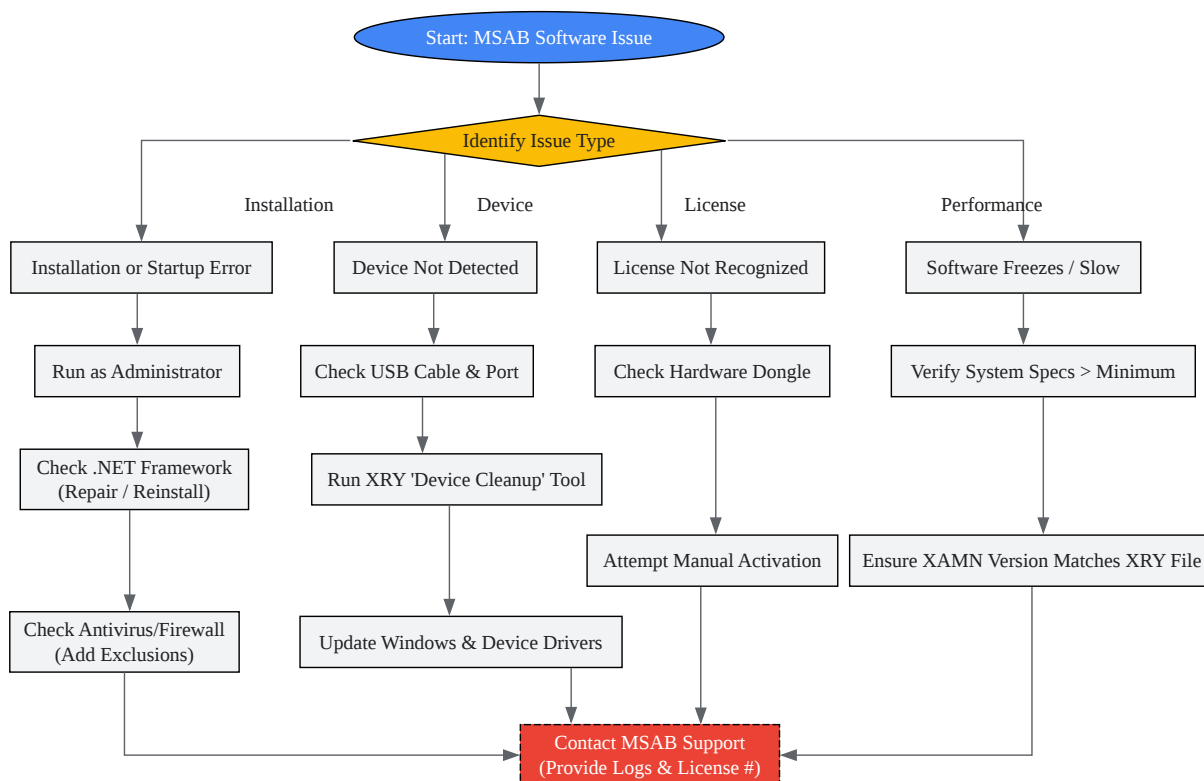 Start: MSAB Software Issue
Identify Issue Type
Installation
Device
License
Performance
Installation or Startup Error
Device Not Detected
License Not Recognized
Software Freezes / Slow
Run as Administrator
Check USB Cable & Port
Check Hardware Dongle
Verify System Specs > Minimum
Check .NET Framework
(Repair / Reinstall)
Run XRY 'Device Cleanup' Tool
Attempt Manual Activation
Ensure XAMN Version Matches XRY File
Check Antivirus/Firewall
(Add Exclusions)
Update Windows & Device Drivers
Contact MSAB Support
(Provide Logs & License #)